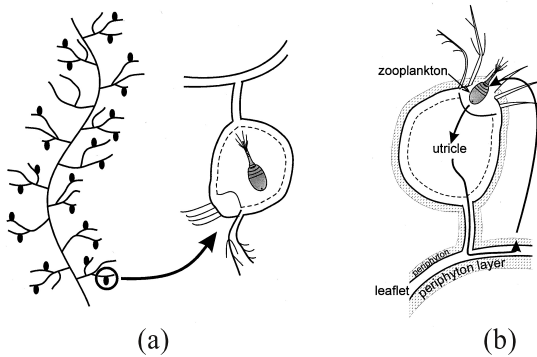 zooplankton
utricle
periphyton
leaflet
periphyton layer
(a)
(b)